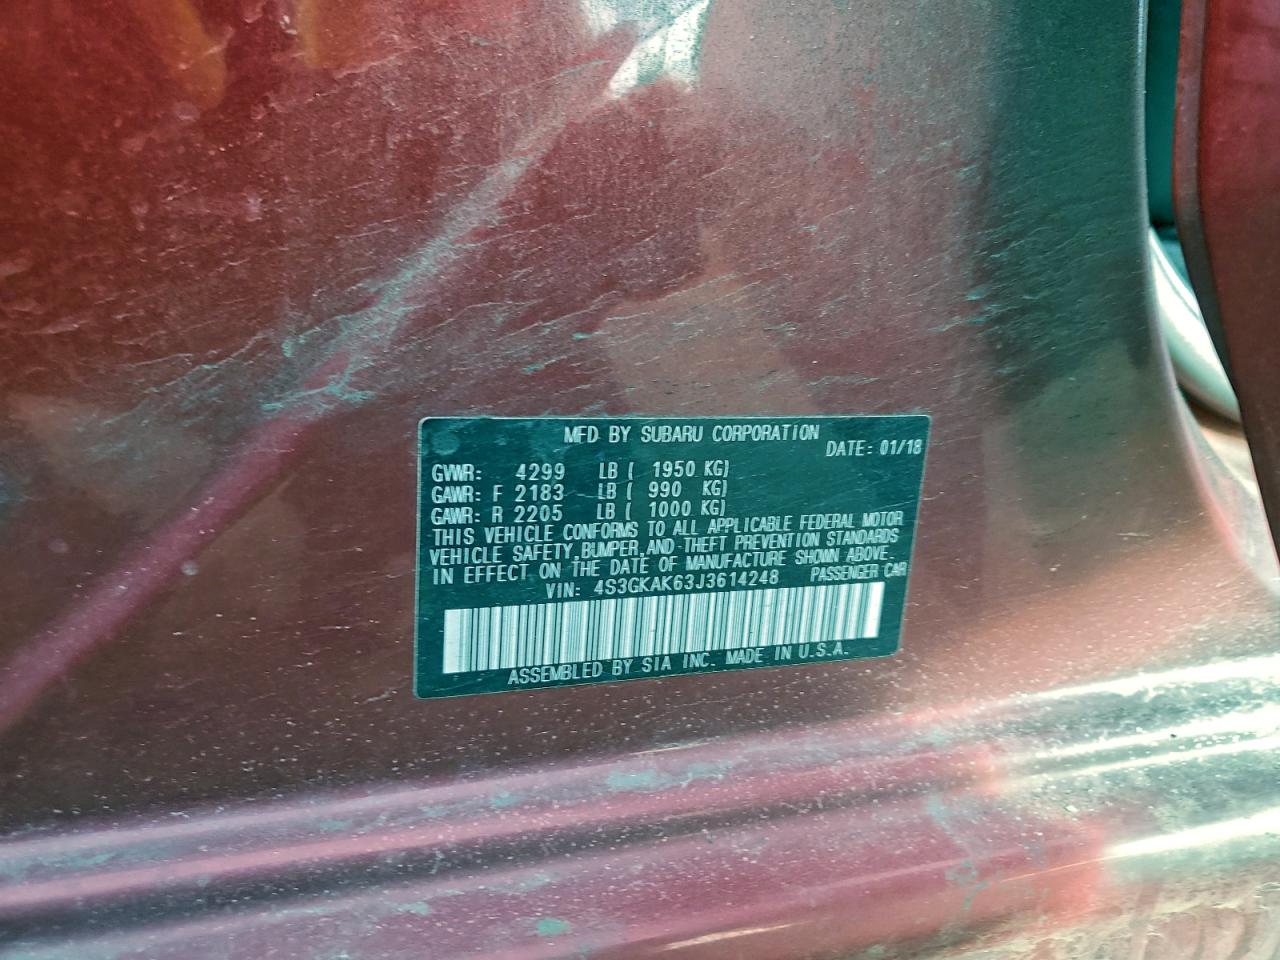 MFD BY SUBARU CORPORATION
DATE: 01/18
GVWR: 4299 LB ( 1950 KG)
GAWR: F 2183 LB ( 990 KG)
GAWR: R 2205 LB ( 1000 KG)
THIS VEHICLE CONFORMS TO ALL APPLICABLE FEDERAL MOTOR
VEHICLE SAFETY, BUMPER, AND THEFT PREVENTION STANDARDS
IN EFFECT ON THE DATE OF MANUFACTURE SHOWN ABOVE.
VIN: 4S3GKAK63J3614248 PASSENGER CAR
ASSEMBLED BY SIA INC. MADE IN U.S.A.